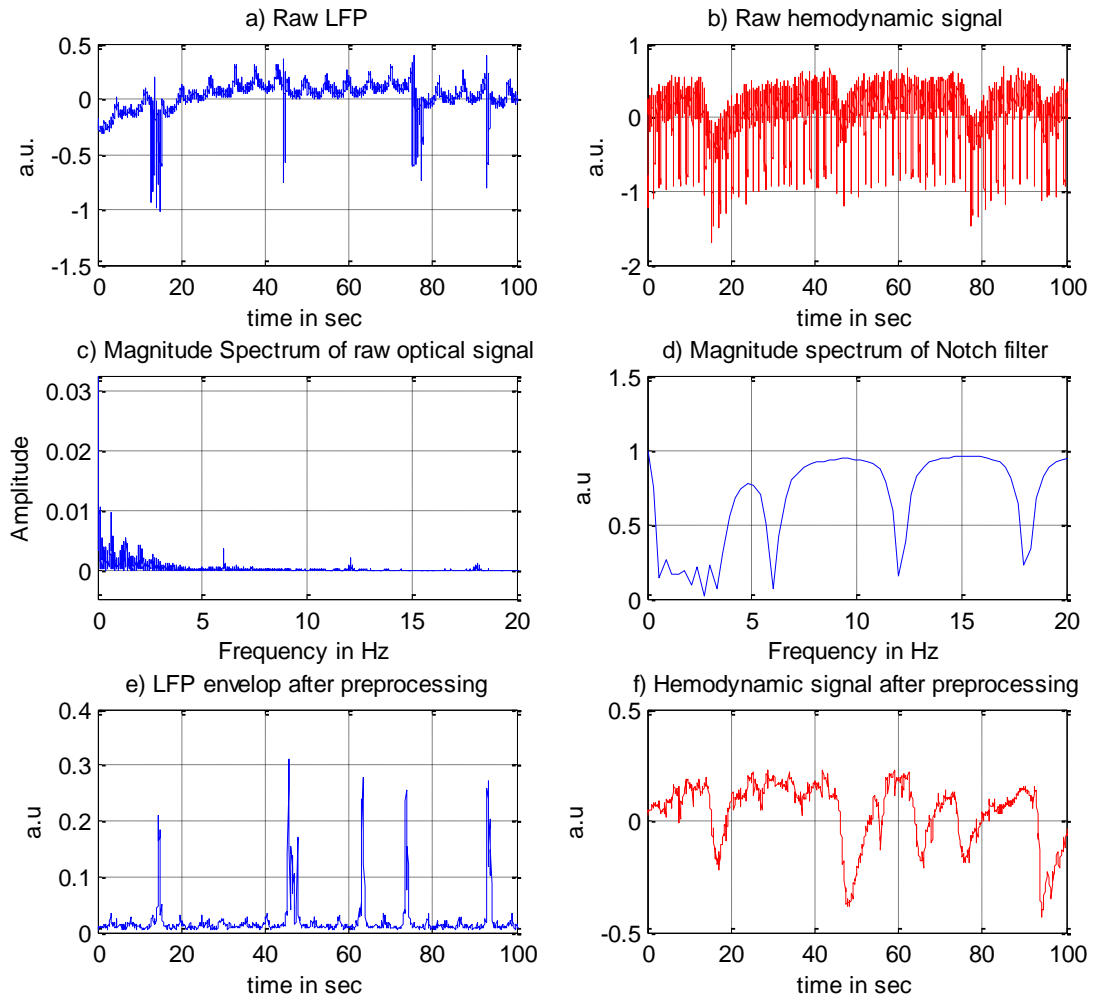 a) Raw LFP
0.5
0
-0.5
-1
-1.5
a.u.
0 20 40 60 80 100
time in sec
b) Raw hemodynamic signal
1
0
-1
-2
a.u.
0 20 40 60 80 100
time in sec
c) Magnitude Spectrum of raw optical signal
0.03
0.02
0.01
0
Amplitude
0 5 10 15 20
Frequency in Hz
d) Magnitude spectrum of Notch filter
1.5
1
0.5
0
a.u
0 5 10 15 20
Frequency in Hz
e) LFP envelop after preprocessing
0.4
0.3
0.2
0.1
0
a.u
0 20 40 60 80 100
time in sec
f) Hemodynamic signal after preprocessing
0.5
0
-0.5
a.u
0 20 40 60 80 100
time in sec